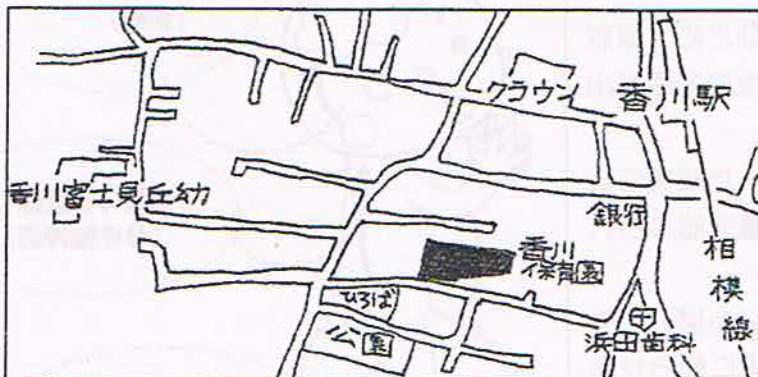 クラウン
香川駅
香川富士見丘幼
銀行
香川
保育園
相模線
ひろば
公園
浜田歯科